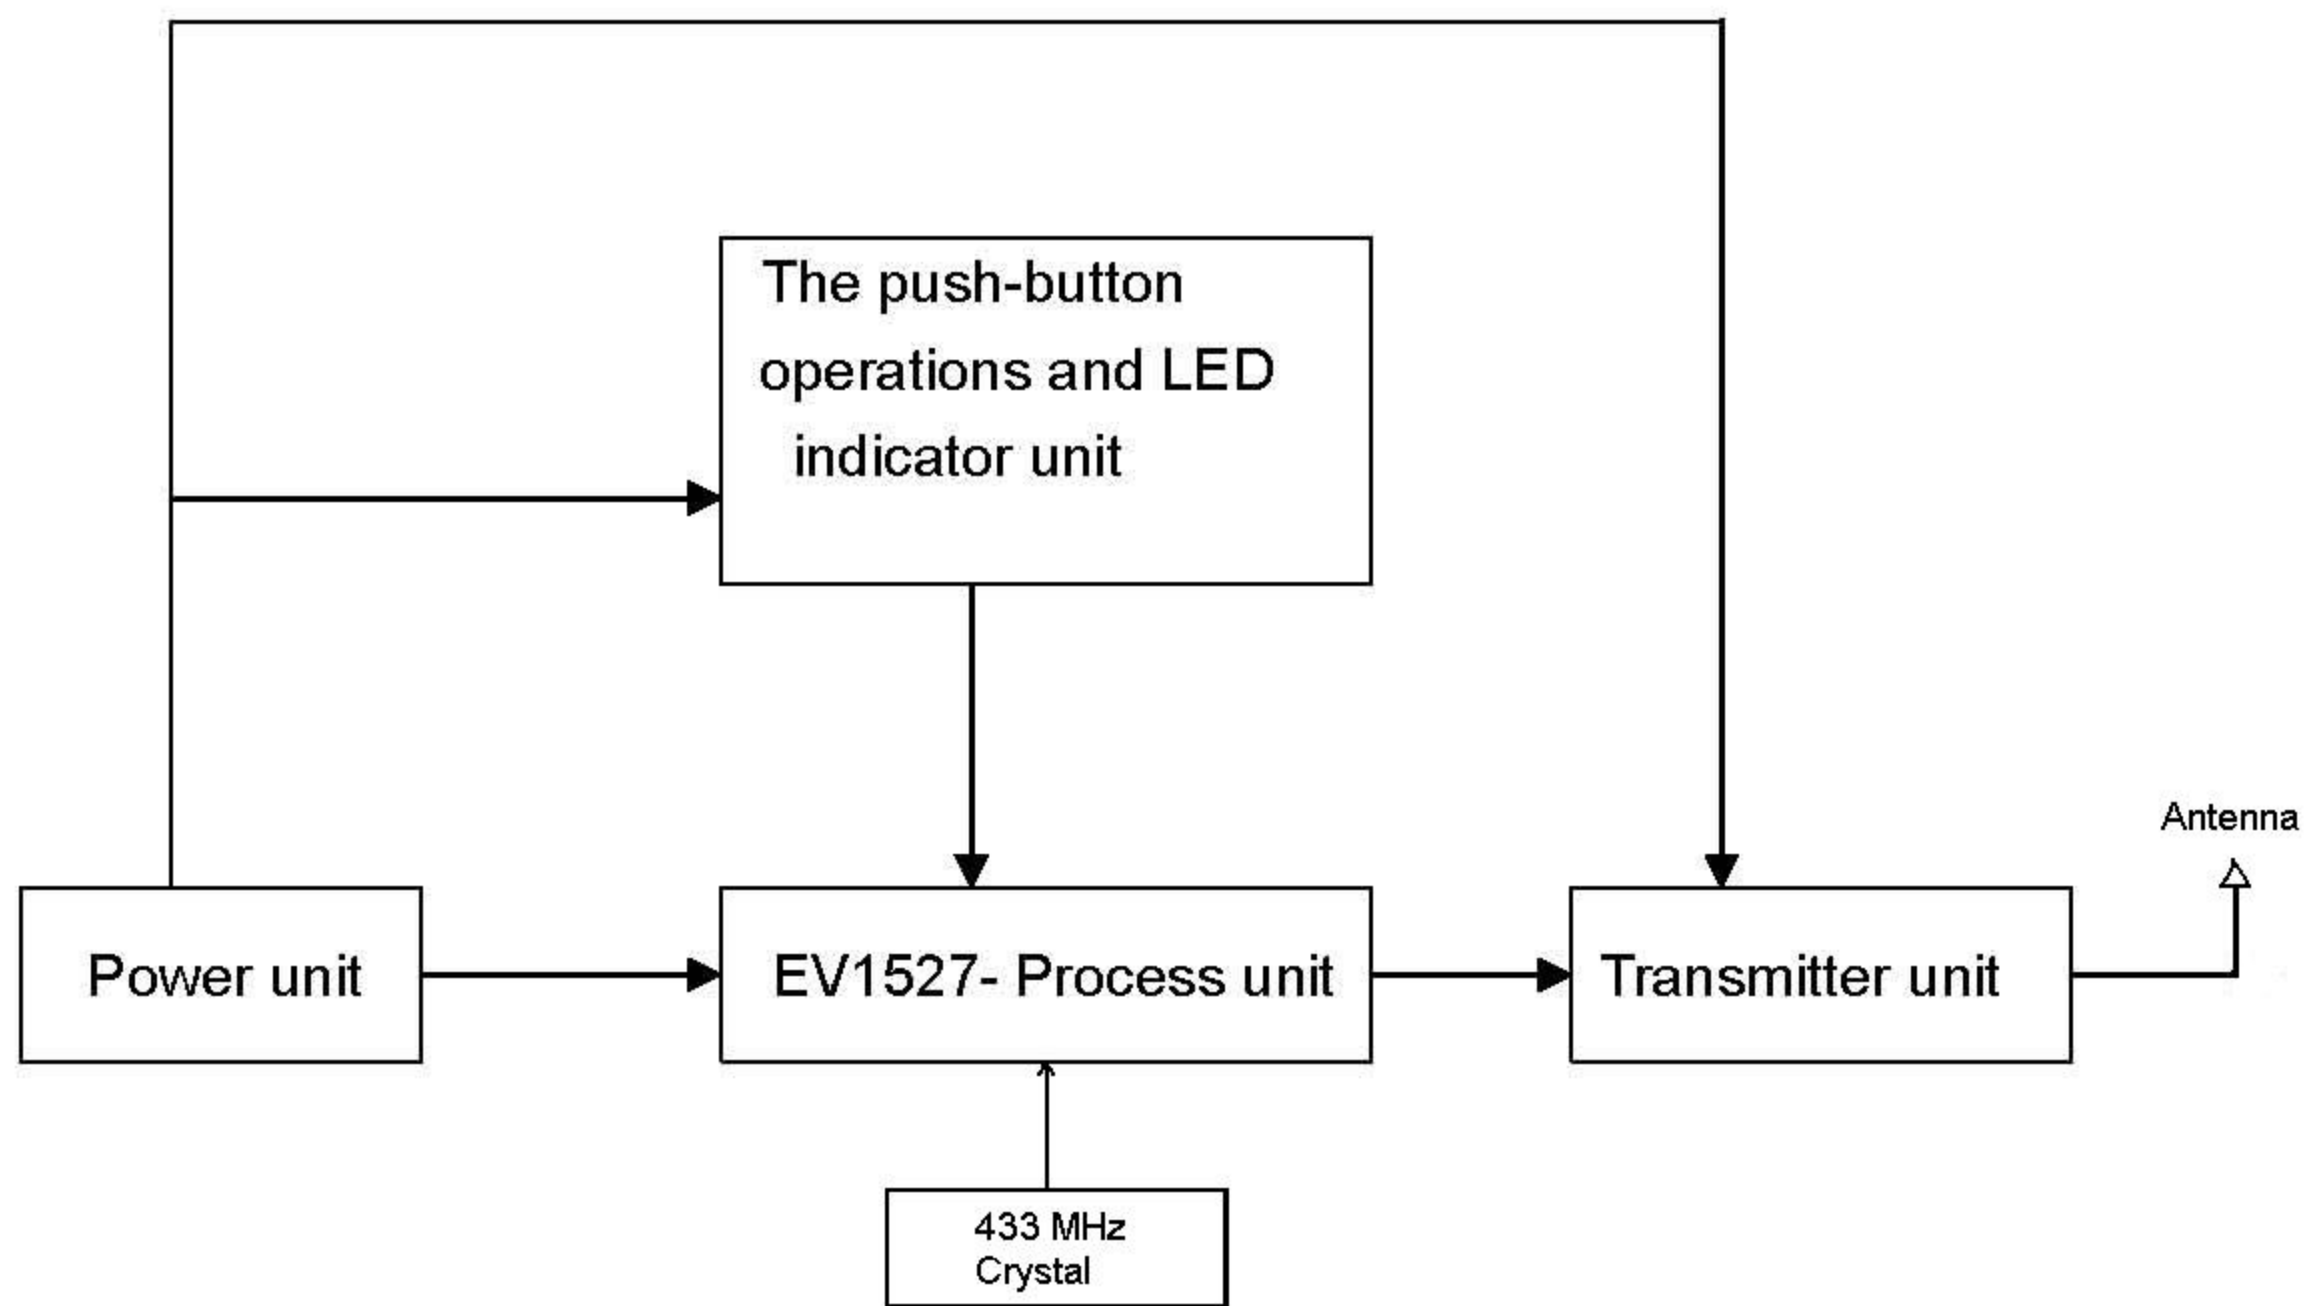 The push-button
operations and LED
indicator unit
Antenna
Power unit
EV1527- Process unit
Transmitter unit
433 MHz
Crystal